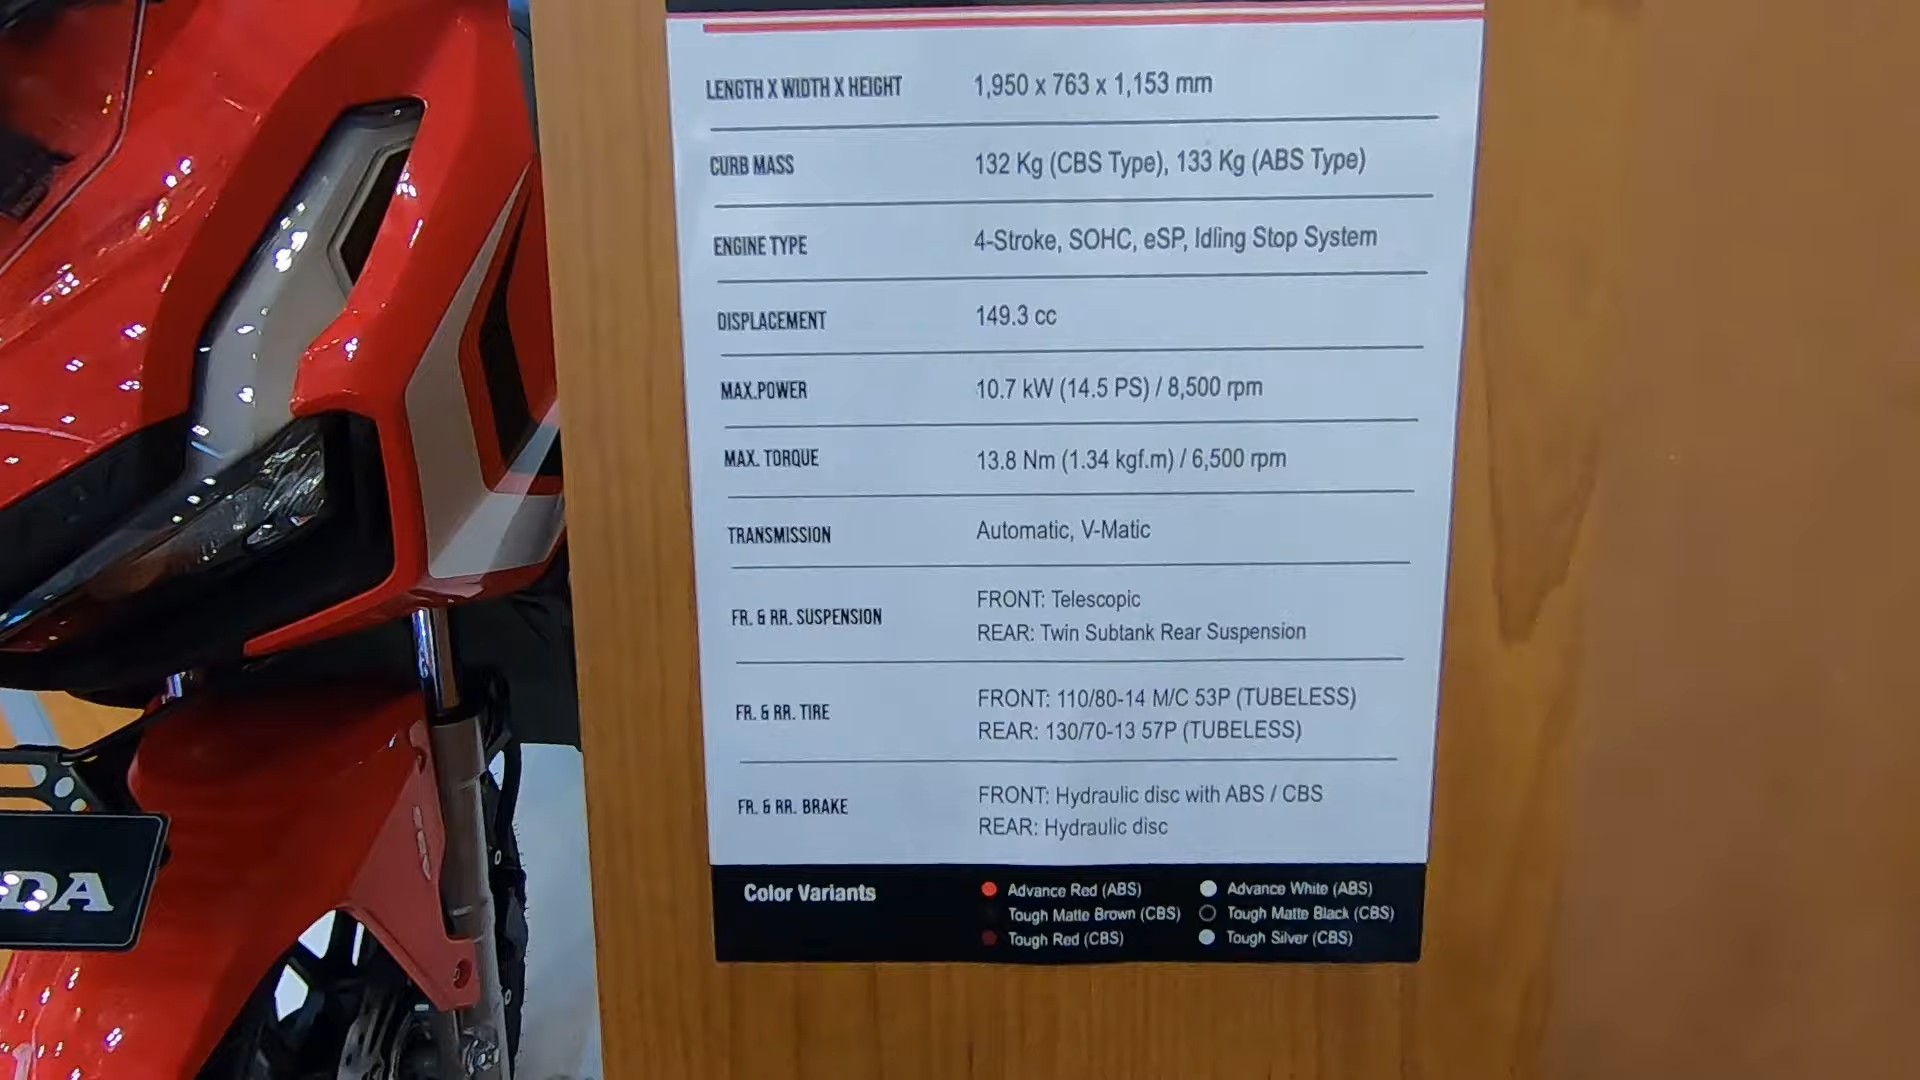 LENGTH X WIDTH X HEIGHT 1,950 x 763 x 1,153 mm
CURB MASS 132 Kg (CBS Type), 133 Kg (ABS Type)
ENGINE TYPE 4-Stroke, SOHC, eSP, Idling Stop System
DISPLACEMENT 149.3 cc
MAX.POWER 10.7 kW (14.5 PS) / 8,500 rpm
MAX. TORQUE 13.8 Nm (1.34 kgf.m) / 6,500 rpm
TRANSMISSION Automatic, V-Matic
FR. & RR. SUSPENSION FRONT: Telescopic
REAR: Twin Subtank Rear Suspension
FR. & RR. TIRE FRONT: 110/80-14 M/C 53P (TUBELESS)
REAR: 130/70-13 57P (TUBELESS)
FR. & RR. BRAKE FRONT: Hydraulic disc with ABS / CBS
REAR: Hydraulic disc
Color Variants Advance Red (ABS) Advance White (ABS)
Tough Matte Brown (CBS) Tough Matte Black (CBS)
Tough Red (CBS) Tough Silver (CBS)
DA